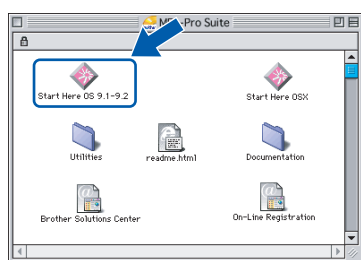 -Pro Suite
Start Here OS 9.1-9.2
Start Here OSX
Utilities
readme.html
Documentation
Brother Solutions Center
On-Line Registration